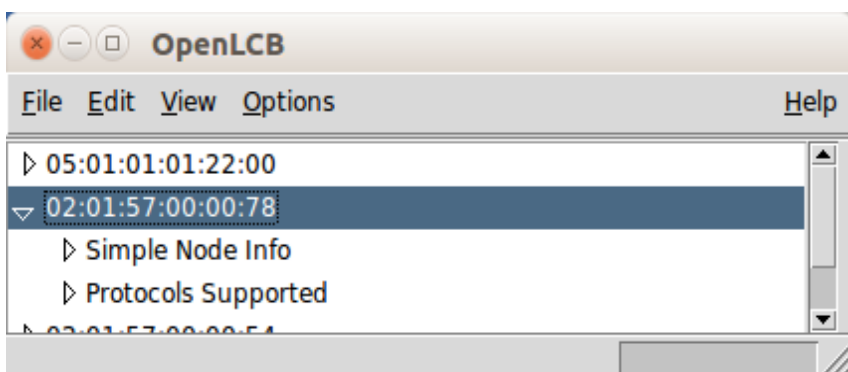 OpenLCB
File Edit View Options Help
05:01:01:01:22:00
02:01:57:00:00:78
Simple Node Info
Protocols Supported